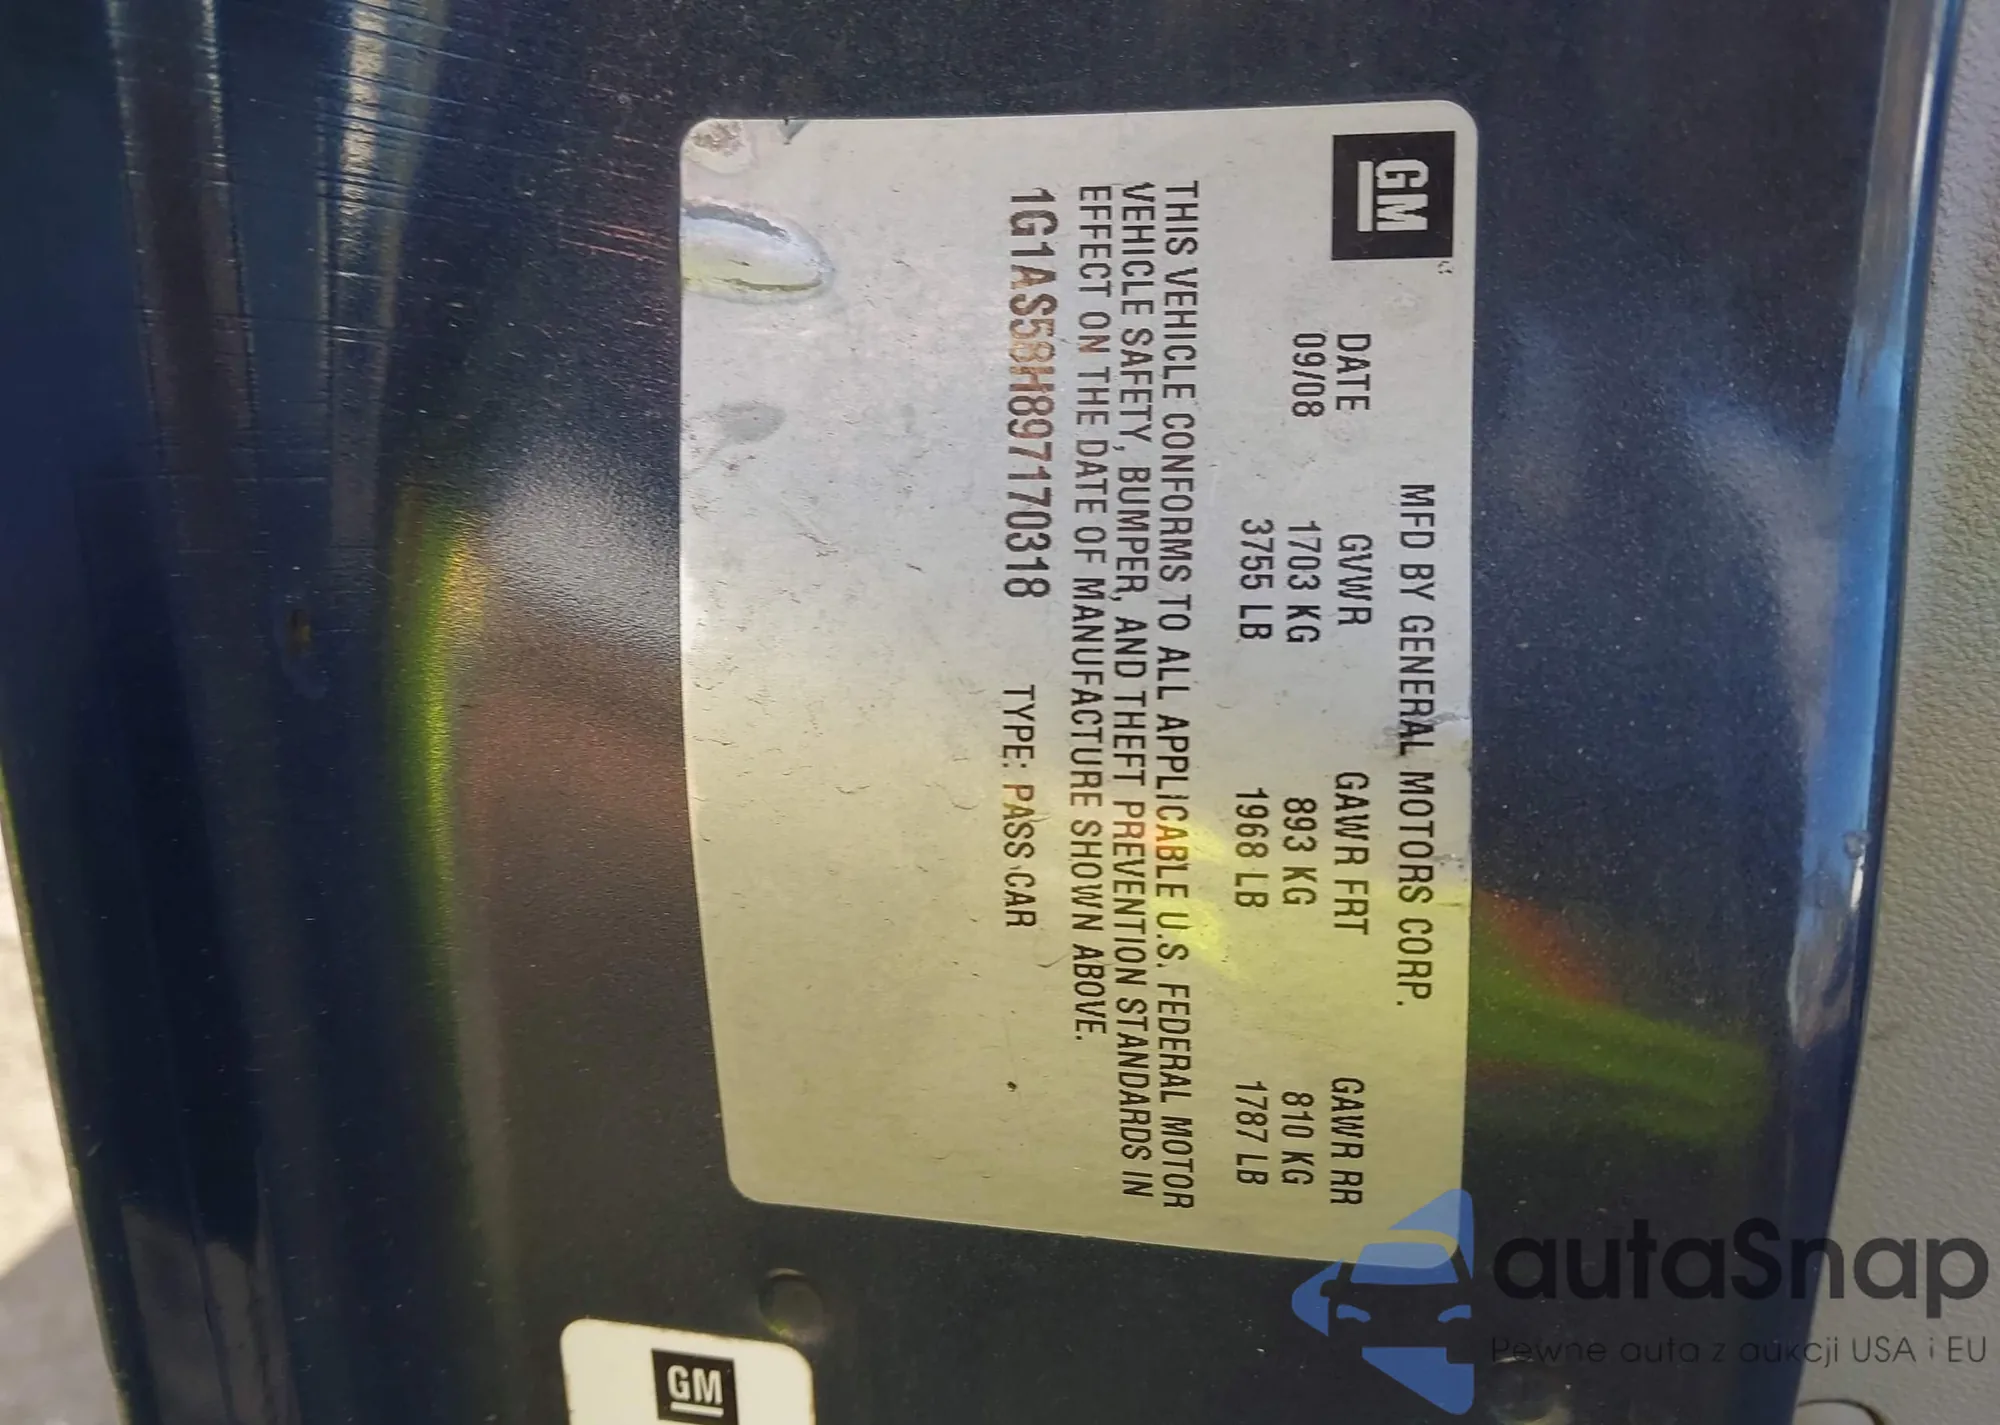 GM
MFD BY GENERAL MOTORS CORP.
DATE GVWR GAWR FRT GAWR RR
09/08 1703 KG 893 KG 810 KG
3755 LB 1968 LB 1787 LB
THIS VEHICLE CONFORMS TO ALL APPLICABLE U.S. FEDERAL MOTOR
VEHICLE SAFETY, BUMPER, AND THEFT PREVENTION STANDARDS IN
EFFECT ON THE DATE OF MANUFACTURE SHOWN ABOVE.
1G1AS58H897170318 TYPE: PASS CAR
GM
autaSnap
Pewne auta z aukcji USA i EU